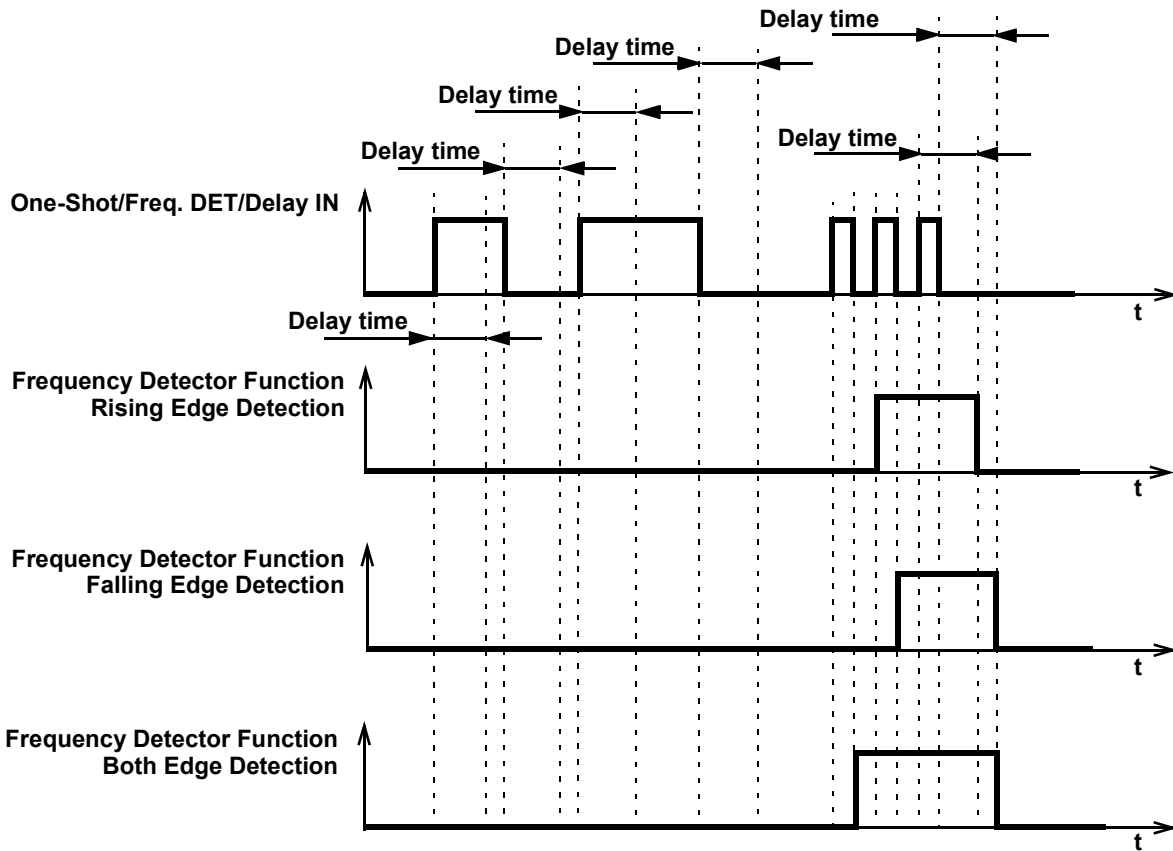 Delay time
Delay time
Delay time
Delay time
Delay time
One-Shot/Freq. DET/Delay IN
t
Delay time
Frequency Detector Function
Rising Edge Detection
t
Frequency Detector Function
Falling Edge Detection
t
Frequency Detector Function
Both Edge Detection
t